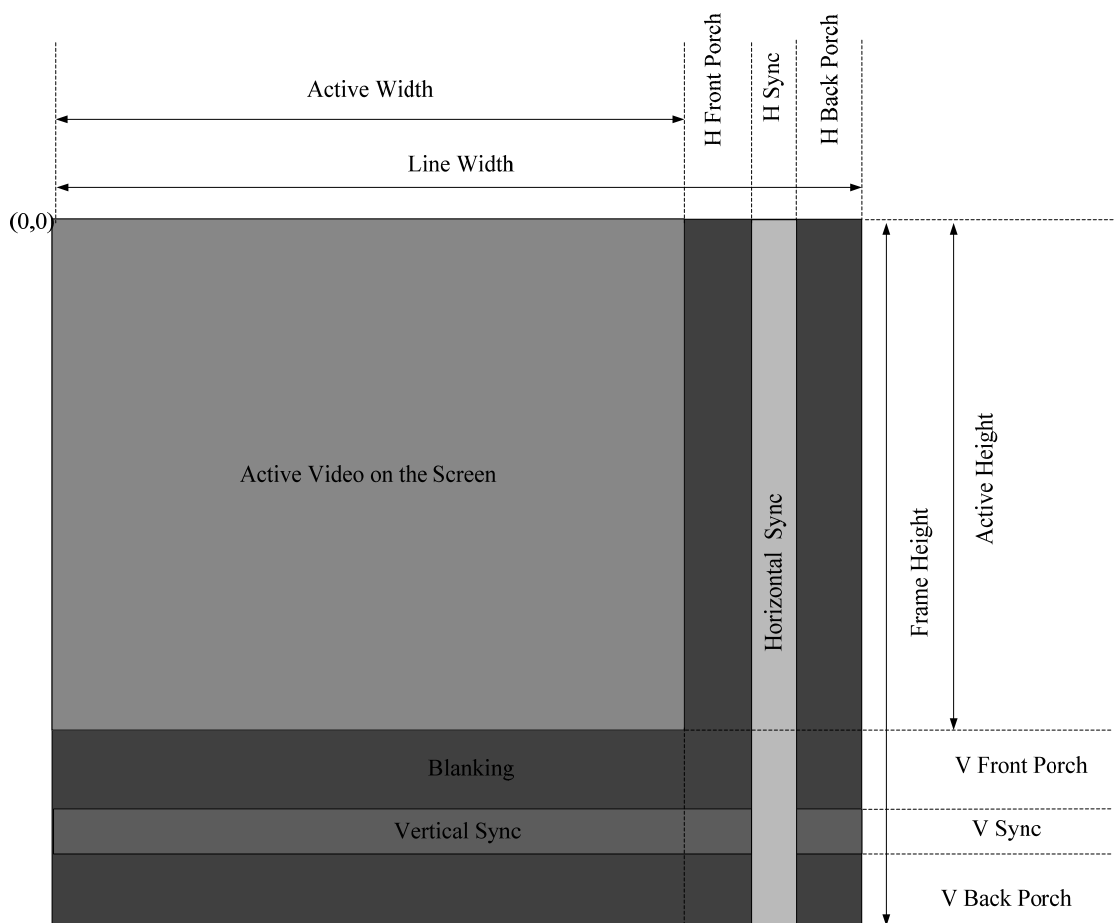 H Front Porch
H Sync
H Back Porch
Active Width
Line Width
(0,0)
Active Video on the Screen
Horizontal Sync
Frame Height
Active Height
Blanking
V Front Porch
Vertical Sync
V Sync
V Back Porch